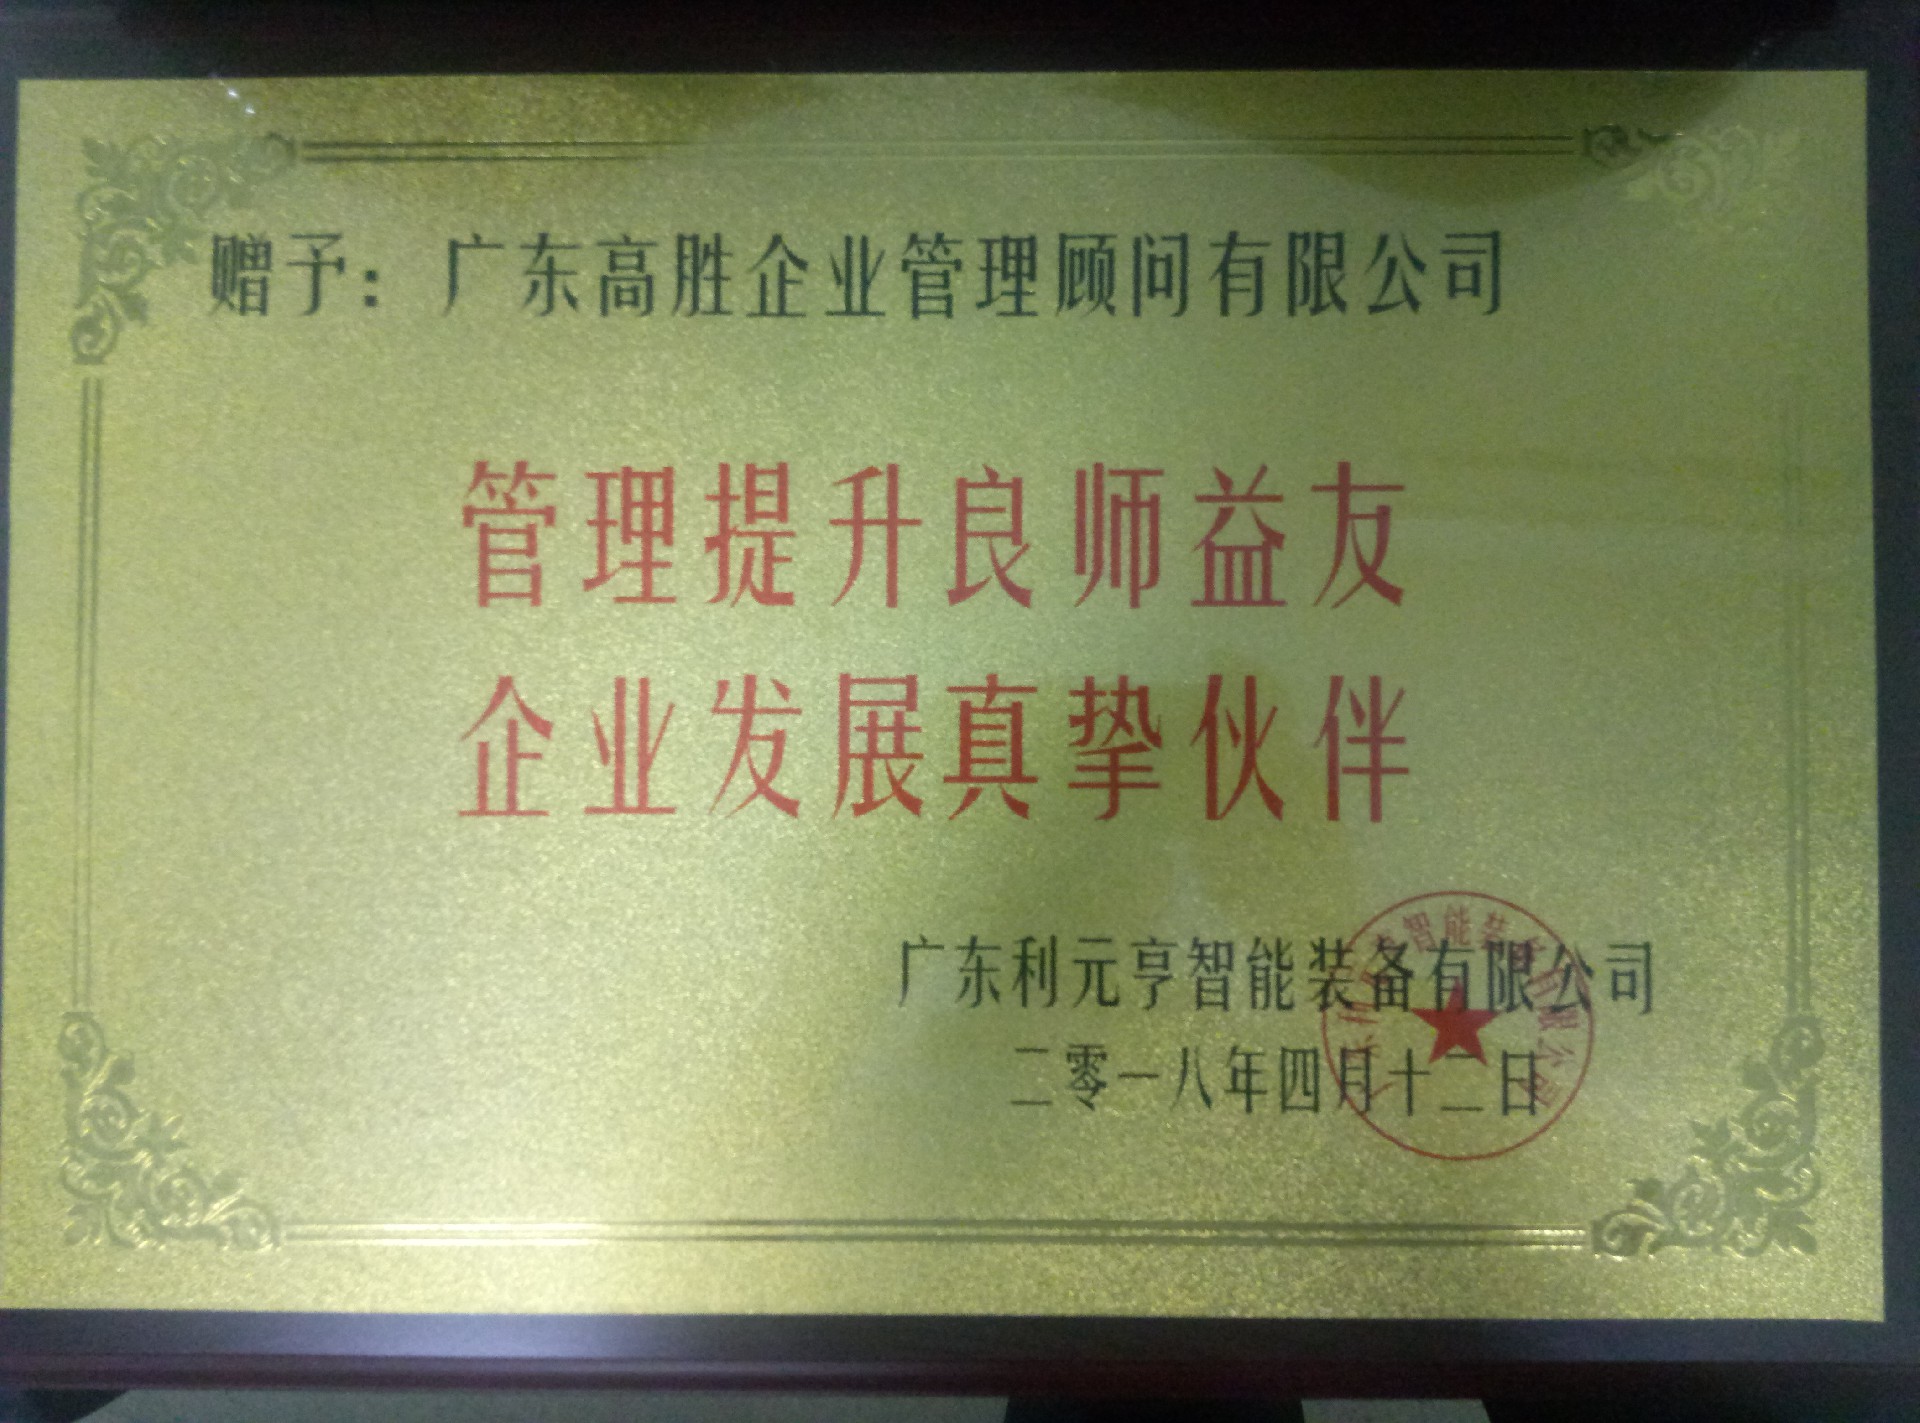 赠予：广东高胜企业管理顾问有限公司
管理提升良师益友
企业发展真挚伙伴
广东利元亨智能装备有限公司
二零一八年四月十二日